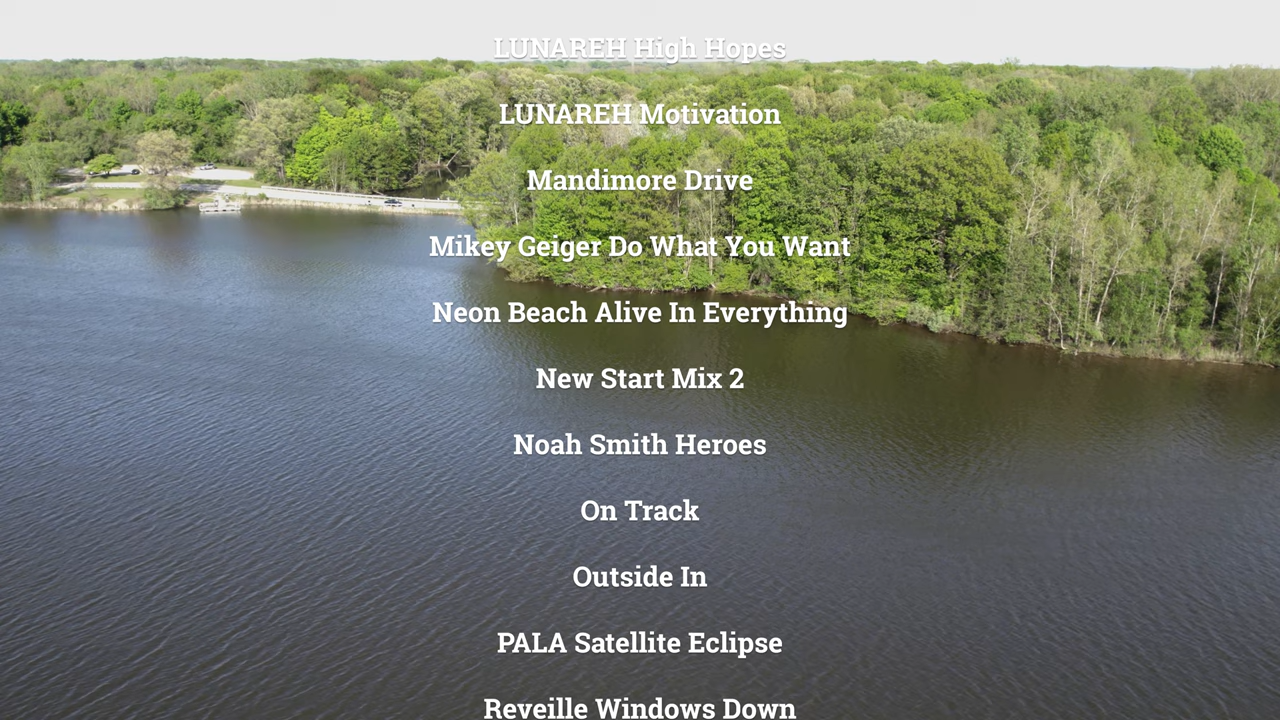 LUNAREH High Hopes
LUNAREH Motivation
Mandimore Drive
Mikey Geiger Do What You Want
Neon Beach Alive In Everything
New Start Mix 2
Noah Smith Heroes
On Track
Outside In
PALA Satellite Eclipse
Reveille Windows Down